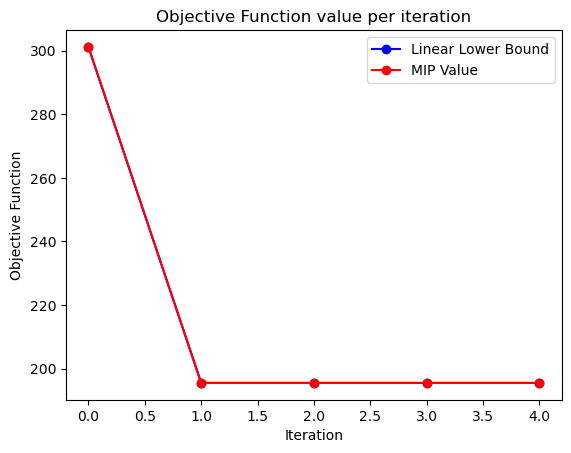 Objective Function value per iteration
Linear Lower Bound
MIP Value
Objective Function
300
280
260
240
220
200
0.0 0.5 1.0 1.5 2.0 2.5 3.0 3.5 4.0
Iteration